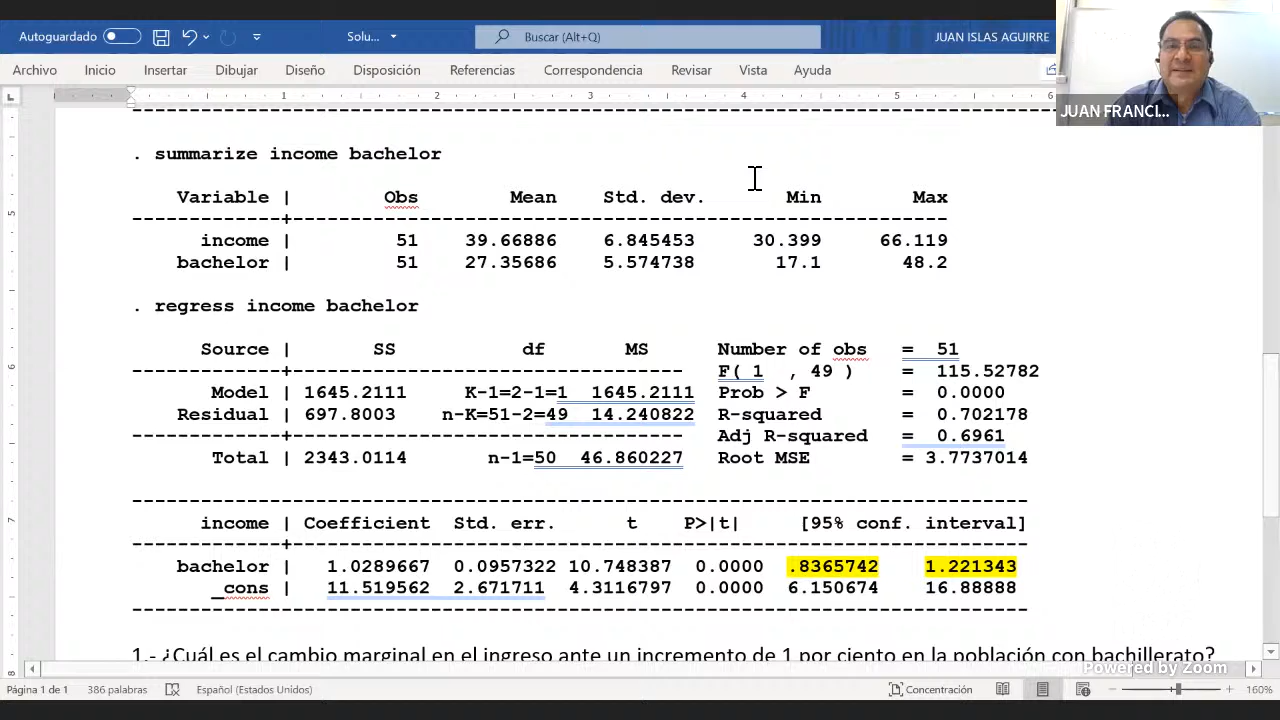 Autoguardado
Solu...
Buscar (Alt+Q)
JUAN ISLAS AGUIRRE
Archivo Inicio Insertar Dibujar Diseño Disposición Referencias Correspondencia Revisar Vista Ayuda
JUAN FRANCI...
1 2 3 4 5 6
. summarize income bachelor
Variable | Obs Mean Std. dev. Min Max
-------------+---------------------------------------------------------
income | 51 39.66886 6.845453 30.399 66.119
bachelor | 51 27.35686 5.574738 17.1 48.2
. regress income bachelor
Source | SS df MS Number of obs = 51
-------------+---------------------------------- F( 1 , 49 ) = 115.52782
Model | 1645.2111 K-1=2-1=1 1645.2111 Prob > F = 0.0000
Residual | 697.8003 n-K=51-2=49 14.240822 R-squared = 0.702178
-------------+---------------------------------- Adj R-squared = 0.6961
Total | 2343.0114 n-1=50 46.860227 Root MSE = 3.7737014
------------------------------------------------------------------------------
income | Coefficient Std. err. t P>|t| [95% conf. interval]
-------------+----------------------------------------------------------------
bachelor | 1.0289667 0.0957322 10.748387 0.0000 .8365742 1.221343
_cons | 11.519562 2.671711 4.3116797 0.0000 6.150674 16.88888
------------------------------------------------------------------------------
1.- ¿Cuál es el cambio marginal en el ingreso ante un incremento de 1 por ciento en la población con bachillerato?
Powered by Zoom
Página 1 de 1 386 palabras Español (Estados Unidos) Concentración 160%